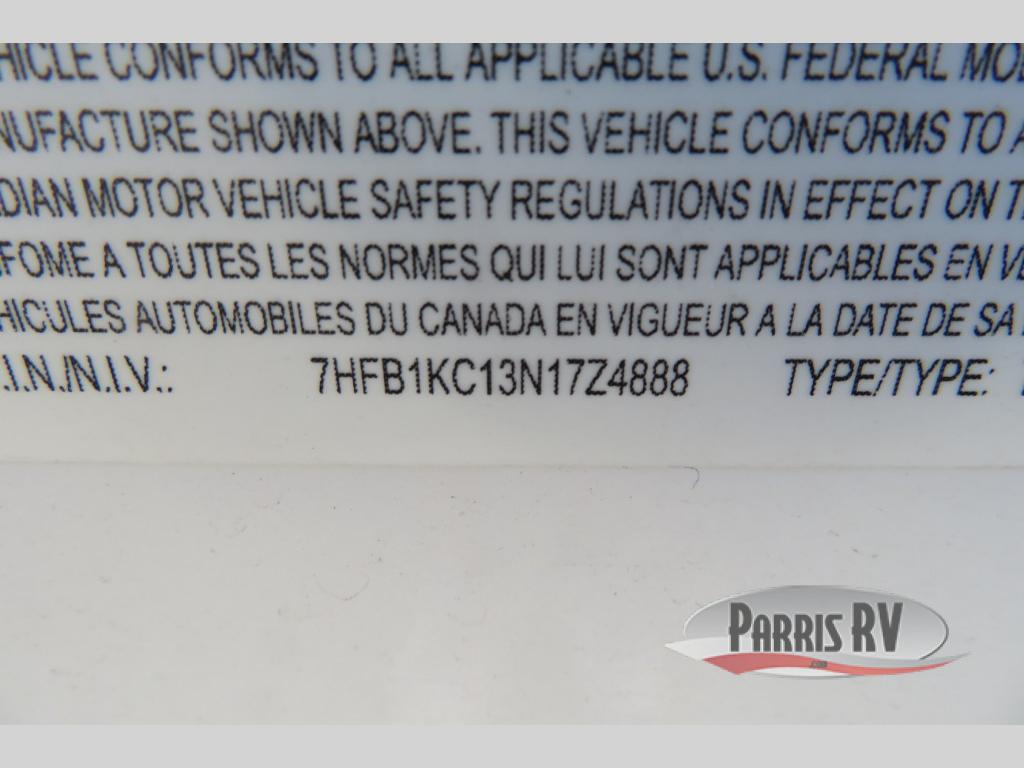 HICLE CONFORMS TO ALL APPLICABLE U.S. FEDERAL MO
NUFACTURE SHOWN ABOVE. THIS VEHICLE CONFORMS TO A
DIAN MOTOR VEHICLE SAFETY REGULATIONS IN EFFECT ON T
FOME A TOUTES LES NORMES QUI LUI SONT APPLICABLES EN VE
HICULES AUTOMOBILES DU CANADA EN VIGUEUR A LA DATE DE SA
.I.N./N.I.V.: 7HFB1KC13N17Z4888 TYPE/TYPE:
PARRIS RV
.com